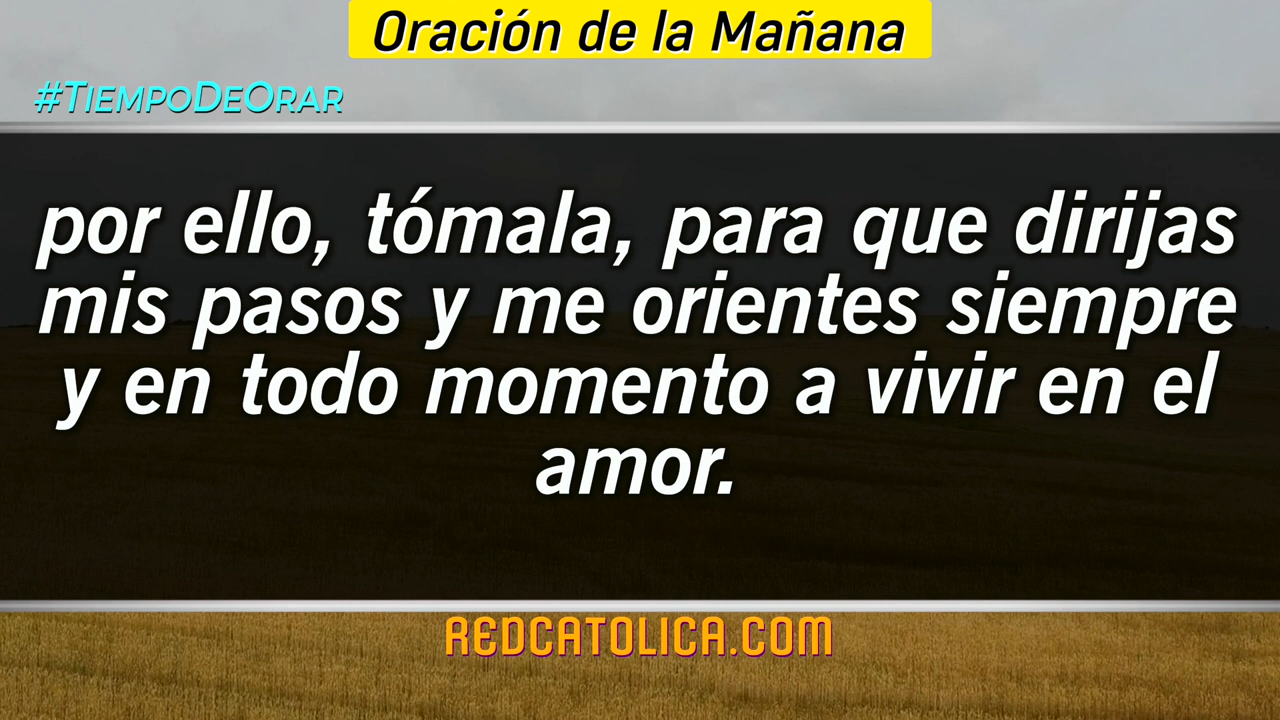 Oración de la Mañana
#TiempoDeOrar
por ello, tómala, para que dirijas
mis pasos y me orientes siempre
y en todo momento a vivir en el
amor.
REDCATOLICA.COM